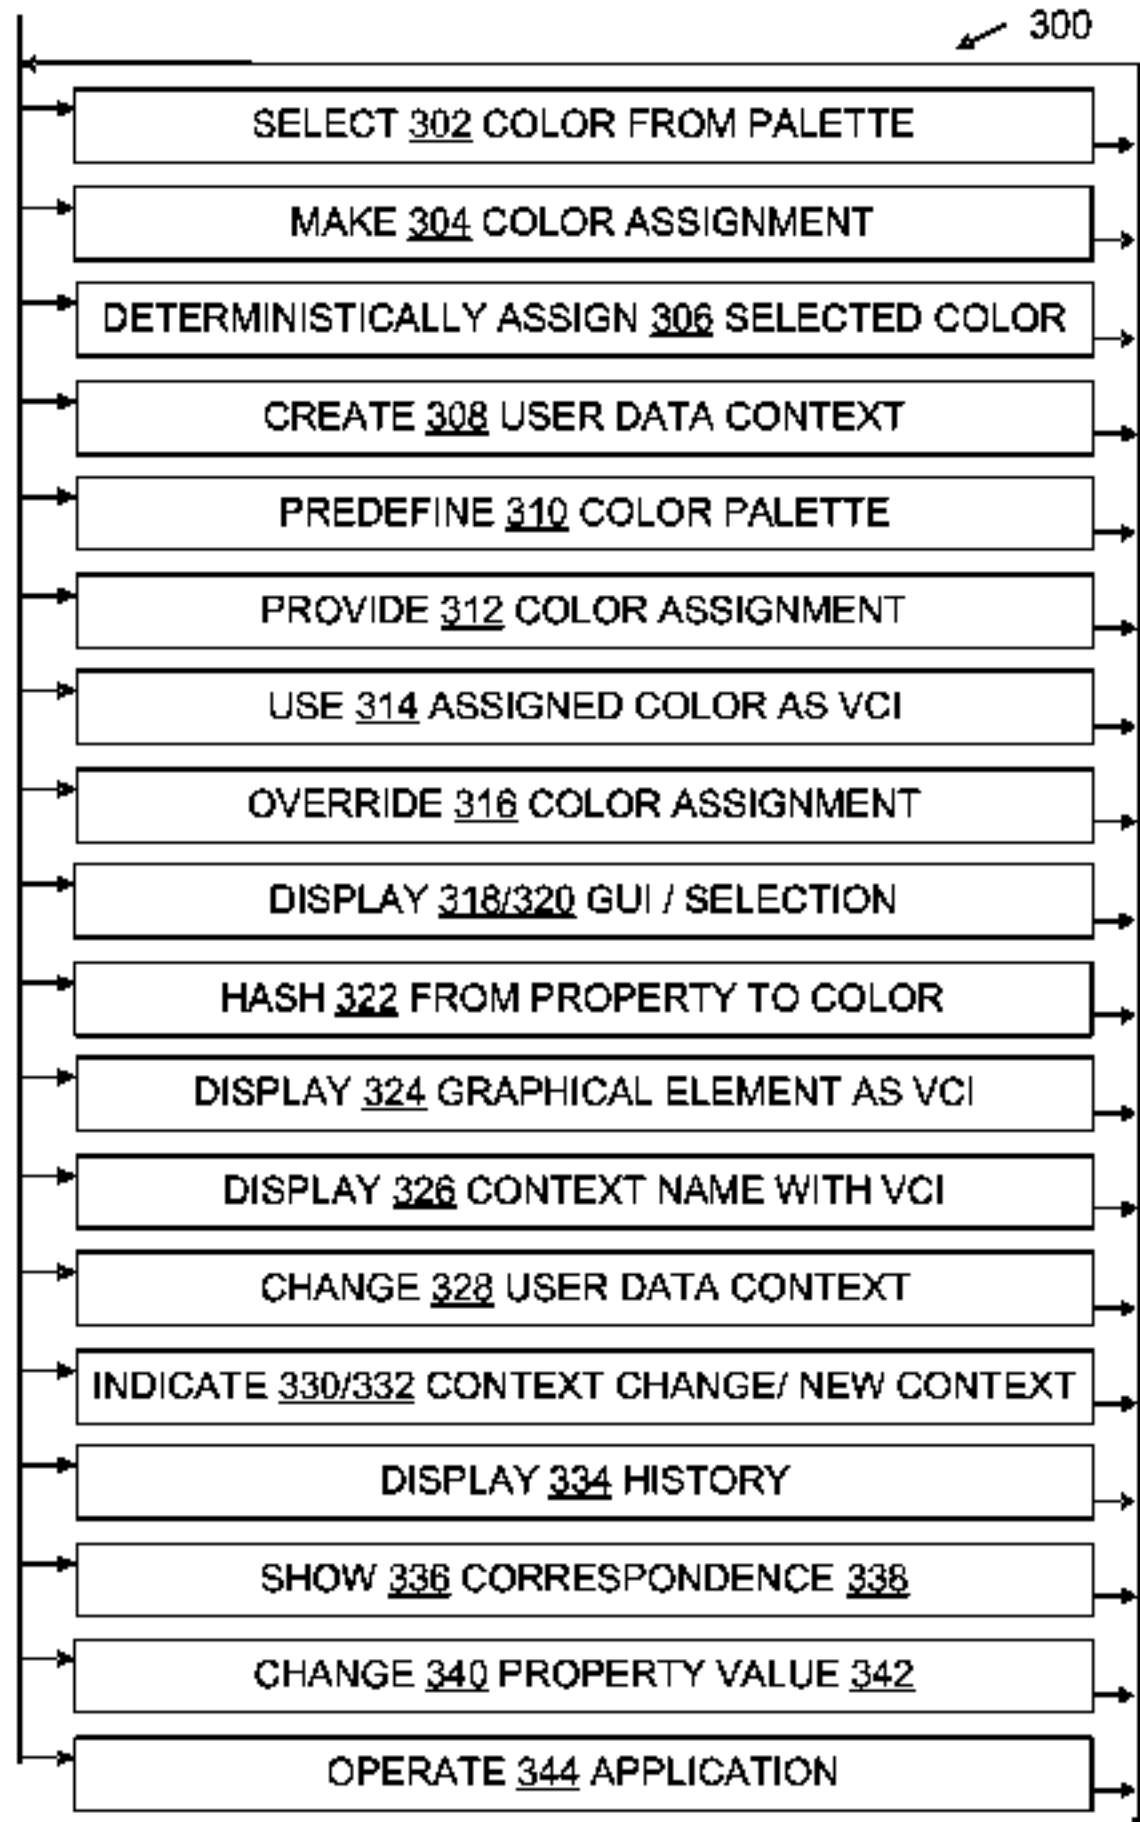 300
SELECT 302 COLOR FROM PALETTE
MAKE 304 COLOR ASSIGNMENT
DETERMINISTICALLY ASSIGN 306 SELECTED COLOR
CREATE 308 USER DATA CONTEXT
PREDEFINE 310 COLOR PALETTE
PROVIDE 312 COLOR ASSIGNMENT
USE 314 ASSIGNED COLOR AS VCI
OVERRIDE 316 COLOR ASSIGNMENT
DISPLAY 318/320 GUI / SELECTION
HASH 322 FROM PROPERTY TO COLOR
DISPLAY 324 GRAPHICAL ELEMENT AS VCI
DISPLAY 326 CONTEXT NAME WITH VCI
CHANGE 328 USER DATA CONTEXT
INDICATE 330/332 CONTEXT CHANGE/ NEW CONTEXT
DISPLAY 334 HISTORY
SHOW 336 CORRESPONDENCE 338
CHANGE 340 PROPERTY VALUE 342
OPERATE 344 APPLICATION